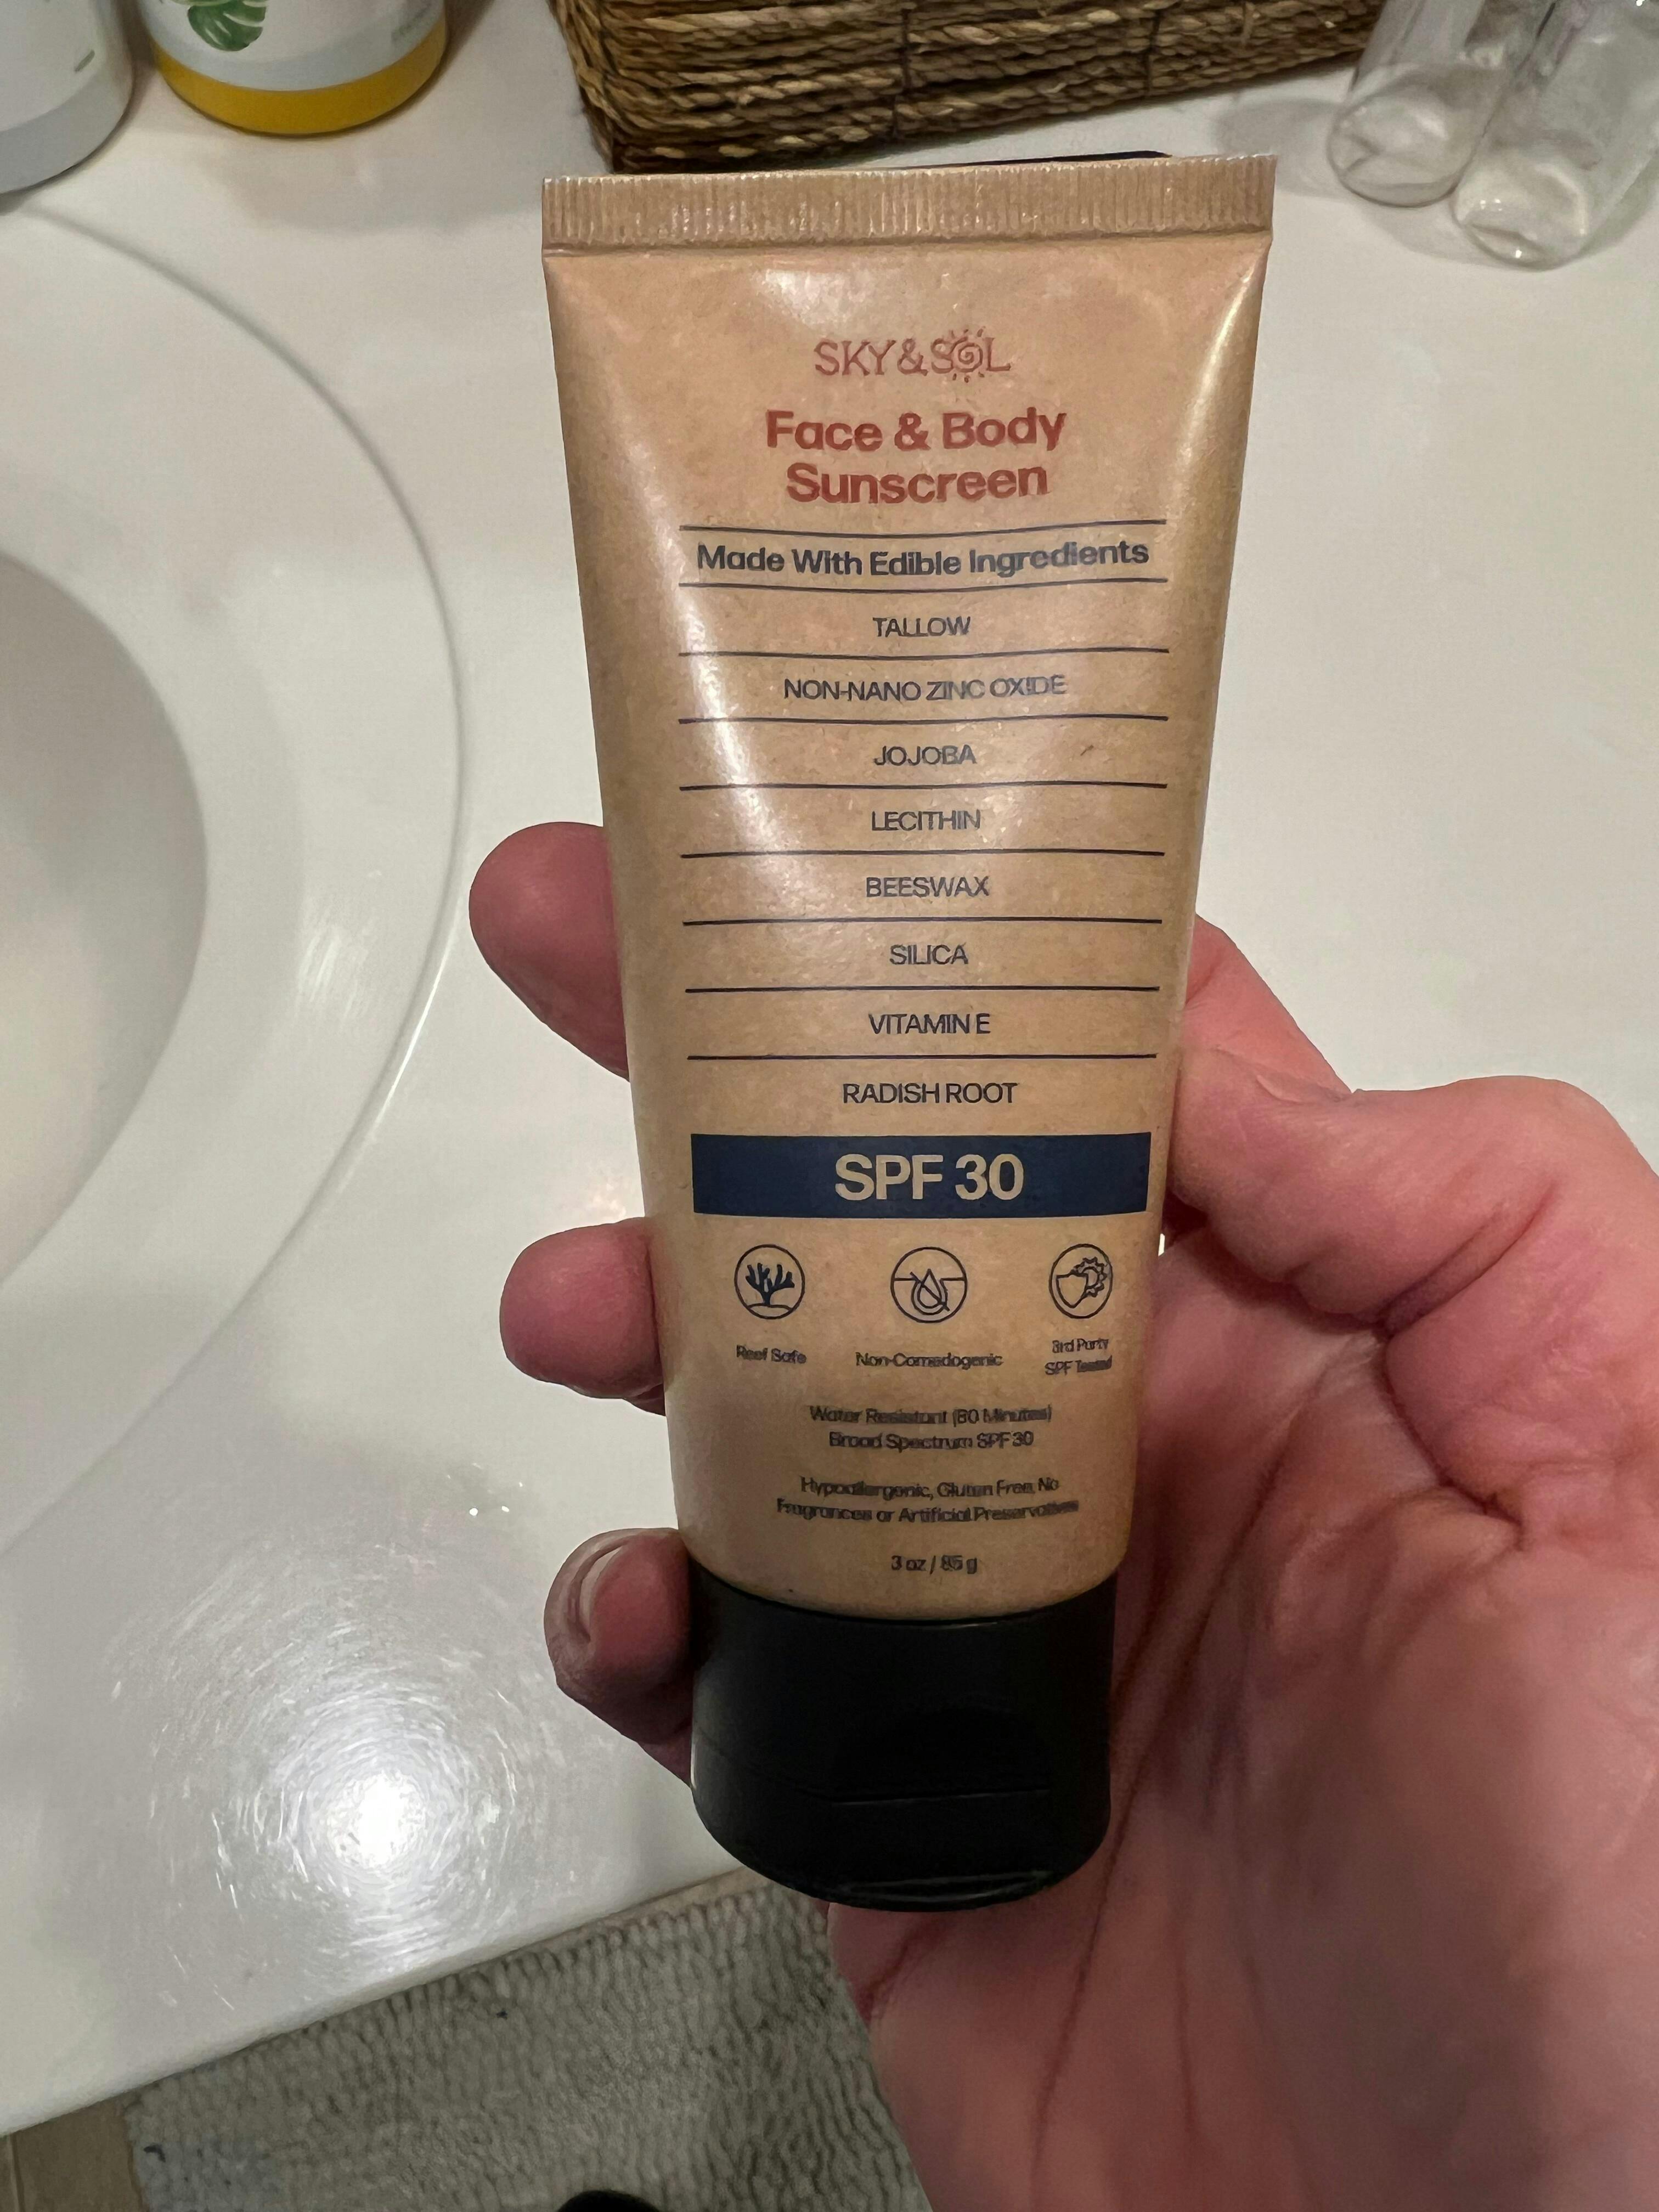 SKY & SOL
Face & Body
Sunscreen
Made With Edible Ingredients
TALLOW
NON-NANO ZINC OXIDE
JOJOBA
LECITHIN
BEESWAX
SILICA
VITAMIN E
RADISH ROOT
SPF 30
Reef Safe
Non-Comedogenic
3rd Party
SPF Tested
Water Resistant (80 Minutes)
Broad Spectrum SPF 30
Hypoallergenic, Gluten Free, No
Fragrances or Artificial Preservatives
3 oz / 85 g